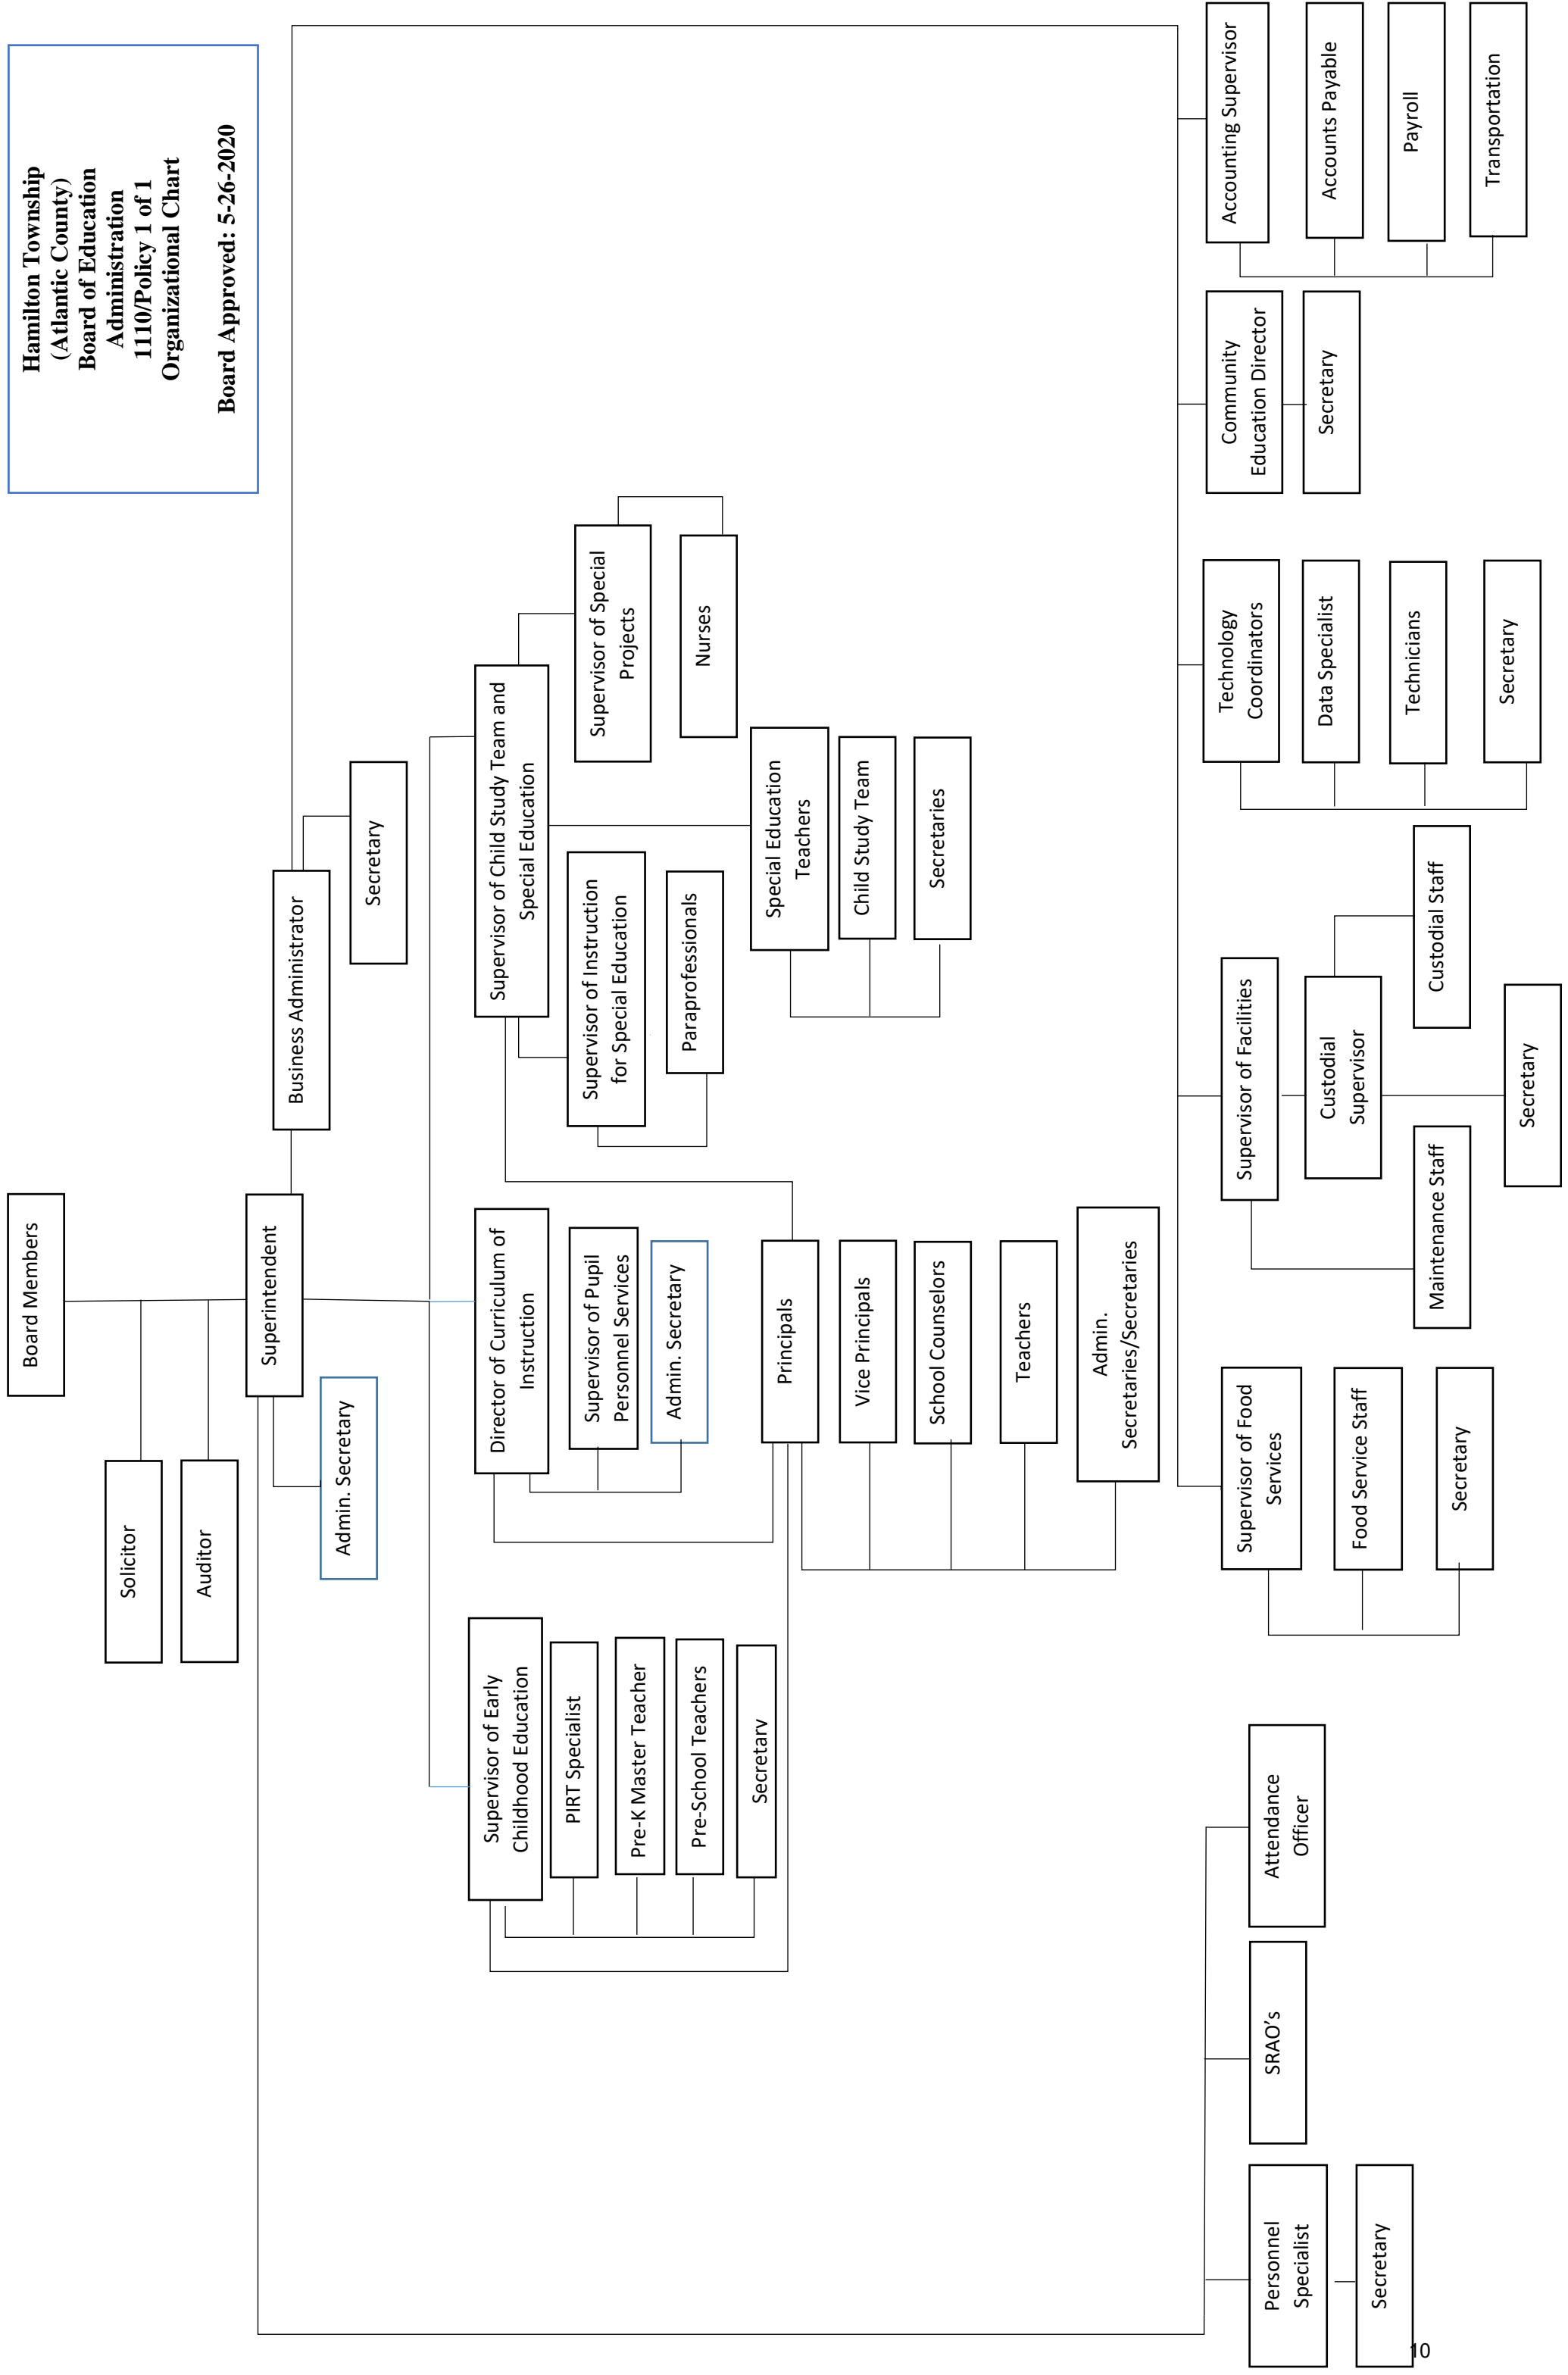 Hamilton Township
(Atlantic County)
Board of Education
Administration
1110/Policy 1 of 1
Organizational Chart
Board Approved: 5-26-2020
Board Members
Solicitor
Auditor
Superintendent
Admin. Secretary
Business Administrator
Secretary
Supervisor of Early
Childhood Education
PIRT Specialist
Pre-K Master Teacher
Pre-School Teachers
Secretary
Director of Curriculum of
Instruction
Supervisor of Pupil
Personnel Services
Admin. Secretary
Principals
Vice Principals
School Counselors
Teachers
Admin.
Secretaries/Secretaries
Supervisor of Child Study Team and
Special Education
Supervisor of Instruction
for Special Education
Paraprofessionals
Supervisor of Special
Projects
Nurses
Special Education
Teachers
Child Study Team
Secretaries
Personnel
Specialist
Secretary
SRAO’s
Attendance
Officer
Supervisor of Food
Services
Food Service Staff
Secretary
Supervisor of Facilities
Custodial
Supervisor
Maintenance Staff
Custodial Staff
Secretary
Technology
Coordinators
Data Specialist
Technicians
Secretary
Community
Education Director
Secretary
Accounting Supervisor
Accounts Payable
Payroll
Transportation
10